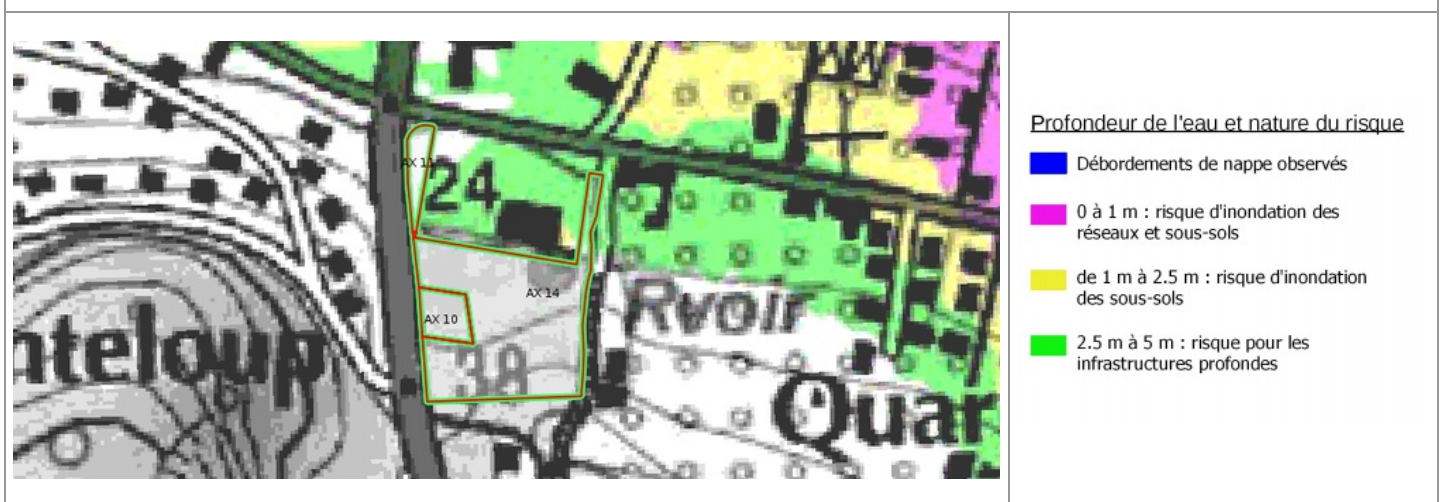 AX 11
24
AX 14
AX 10
38
nteloup
Rvoir
Quar
Profondeur de l'eau et nature du risque
Débordements de nappe observés
0 à 1 m : risque d'inondation des
réseaux et sous-sols
de 1 m à 2.5 m : risque d'inondation
des sous-sols
2.5 m à 5 m : risque pour les
infrastructures profondes